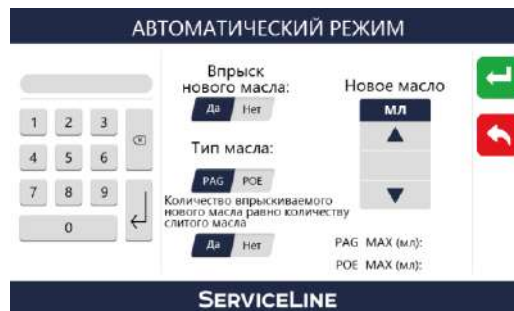 АВТОМАТИЧЕСКИЙ РЕЖИМ
1 2 3
4 5 6
7 8 9
0
Впрыск
нового масла:
Да Нет
Тип масла:
PAG POE
Количество впрыскиваемого
нового масла равно количеству
слитого масла
Да Нет
Новое масло
МЛ
PAG MAX (мл):
POE MAX (мл):
SERVICELINE